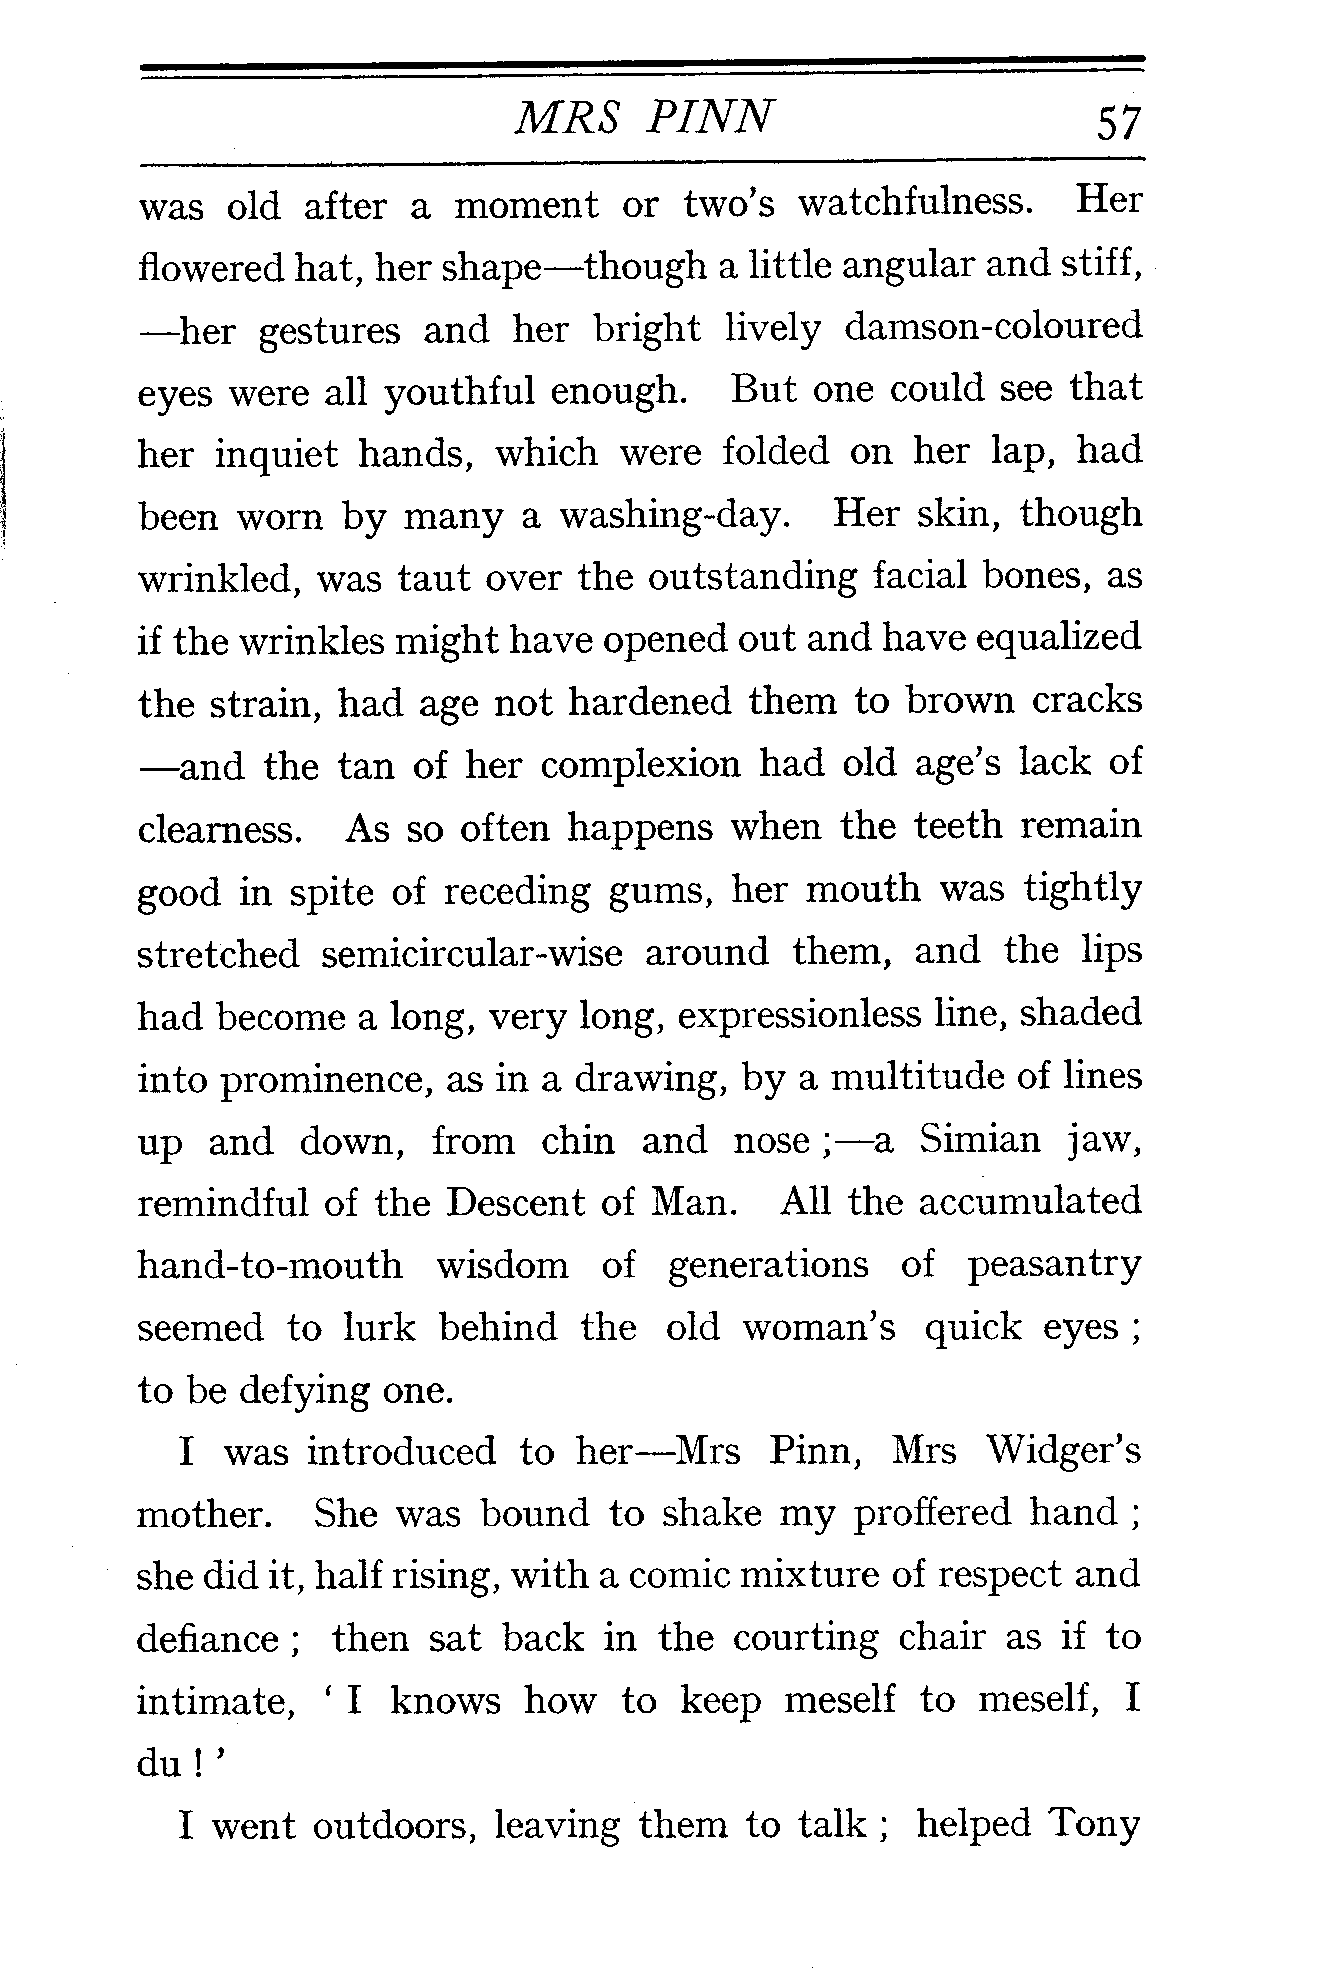 MRS PINN 57
was old after a moment or two's watchfulness. Her
flowered hat, her shape—though a little angular and stiff,
—her gestures and her bright lively damson-coloured
eyes were all youthful enough. But one could see that
her inquiet hands, which were folded on her lap, had
been worn by many a washing-day. Her skin, though
wrinkled, was taut over the outstanding facial bones, as
if the wrinkles might have opened out and have equalized
the strain, had age not hardened them to brown cracks
—and the tan of her complexion had old age's lack of
clearness. As so often happens when the teeth remain
good in spite of receding gums, her mouth was tightly
stretched semicircular-wise around them, and the lips
had become a long, very long, expressionless line, shaded
into prominence, as in a drawing, by a multitude of lines
up and down, from chin and nose ;—a Simian jaw,
remindful of the Descent of Man. All the accumulated
hand-to-mouth wisdom of generations of peasantry
seemed to lurk behind the old woman's quick eyes ;
to be defying one.
I was introduced to her—Mrs Pinn, Mrs Widger's
mother. She was bound to shake my proffered hand ;
she did it, half rising, with a comic mixture of respect and
defiance ; then sat back in the courting chair as if to
intimate, ‘ I knows how to keep meself to meself, I
du ! ’
I went outdoors, leaving them to talk ; helped Tony